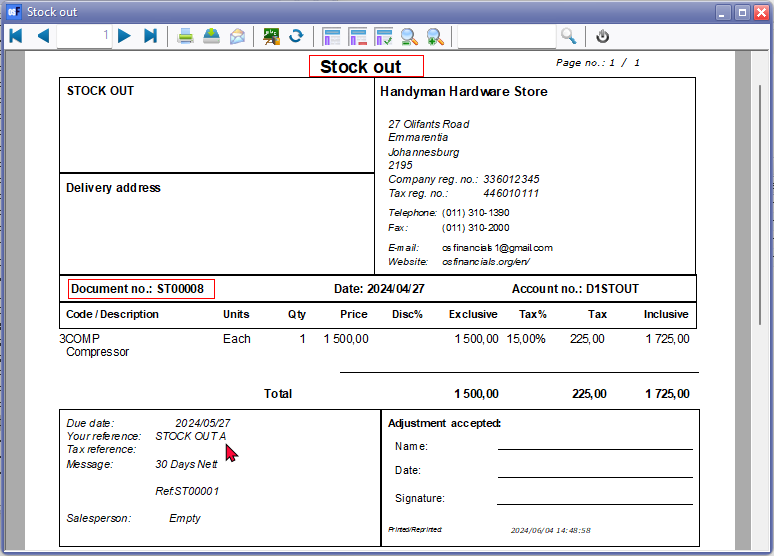 Stock out
1
Stock out
Page no.: 1 / 1
STOCK OUT
Handyman Hardware Store
27 Olifants Road
Emmarentia
Johannesburg
2195
Company reg. no.: 336012345
Tax reg. no.: 446010111
Delivery address
Telephone: (011) 310-1390
Fax: (011) 310-2000
E-mail: osfinancials1@gmail.com
Website: osfinancials.org/en/
Document no.: ST00008 Date: 2024/04/27 Account no.: D1STOUT
Code / Description Units Qty Price Disc% Exclusive Tax% Tax Inclusive
3COMP Each 1 1 500,00 1 500,00 15,00% 225,00 1 725,00
Compressor
Total 1 500,00 225,00 1 725,00
Due date: 2024/05/27
Your reference: STOCK OUT A
Tax reference:
Message: 30 Days Nett
Ref:ST00001
Salesperson: Empty
Adjustment accepted:
Name:
Date:
Signature:
Printed/Reprinted: 2024/06/04 14:48:58